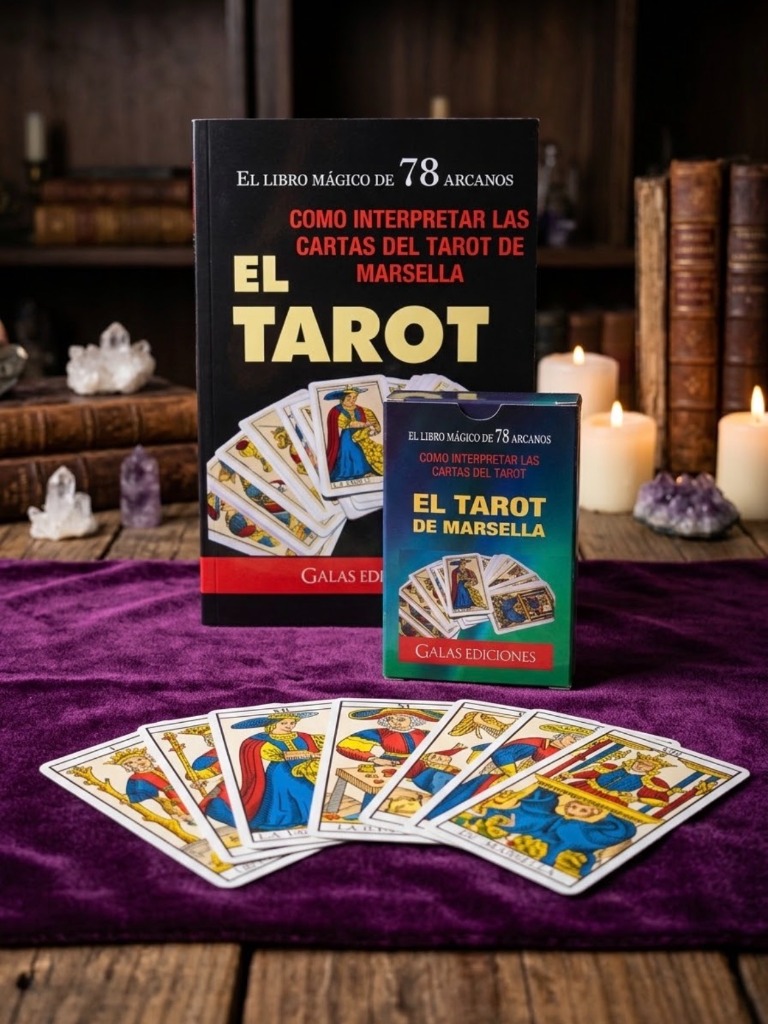 EL LIBRO MÁGICO DE 78 ARCANOS
COMO INTERPRETAR LAS
CARTAS DEL TAROT DE
MARSELLA
EL
TAROT
GALAS
EL LIBRO MÁGICO DE 78 ARCANOS
COMO INTERPRETAR LAS
CARTAS DEL TAROT
EL TAROT
DE MARSELLA
GALAS EDICIONES